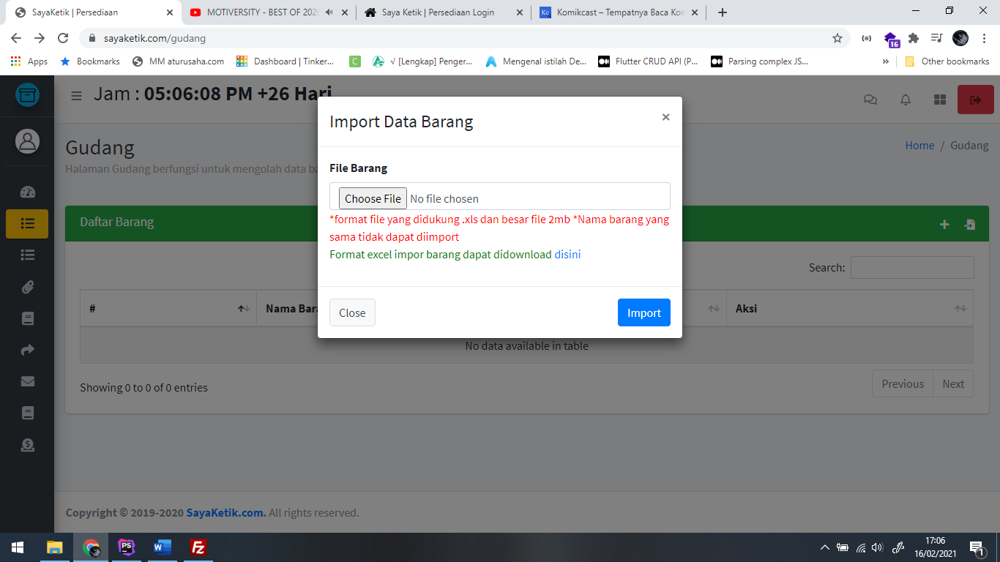 SayaKetik | Persediaan
MOTIVERSITY - BEST OF 202
Saya Ketik | Persediaan Login
Komikcast – Tempatnya Baca Kom
sayaketik.com/gudang
16
Apps
Bookmarks
MM aturusaha.com
Dashboard | Tinker...
√ [Lengkap] Penger...
Mengenal istilah De...
Flutter CRUD API (P...
Parsing complex JS...
»
Other bookmarks
Jam : 05:06:08 PM +26 Hari
Import Data Barang
×
Gudang
Home / Gudang
Halaman Gudang berfungsi untuk mengolah data ba
File Barang
Choose File No file chosen
*format file yang didukung .xls dan besar file 2mb *Nama barang yang
sama tidak dapat diimport
Format excel impor barang dapat didownload disini
Daftar Barang
Search:
#
Nama Bara
Aksi
Close
Import
No data available in table
Showing 0 to 0 of 0 entries
Previous
Next
Copyright © 2019-2020 SayaKetik.com. All rights reserved.
17:06
16/02/2021
1